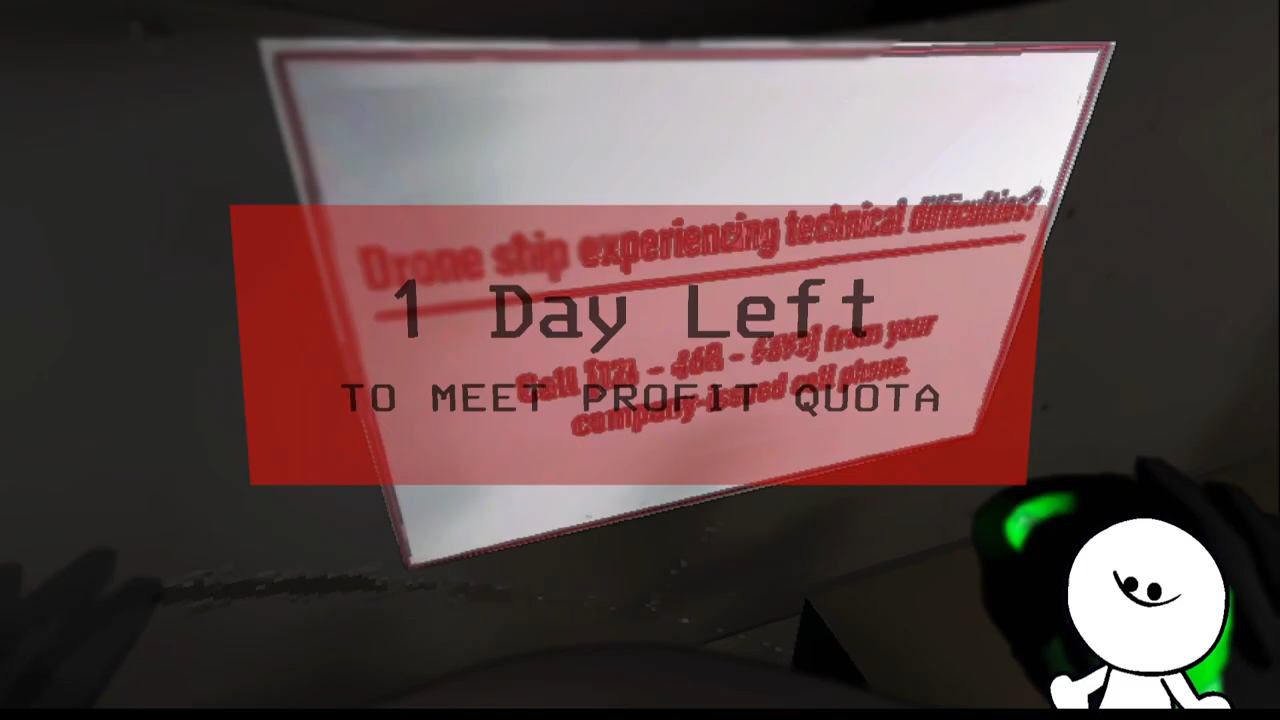 Drone ship experiencing technical difficulties?
1 Day Left
Call from your
TO MEET PROFIT QUOTA
company-issued cell phone.